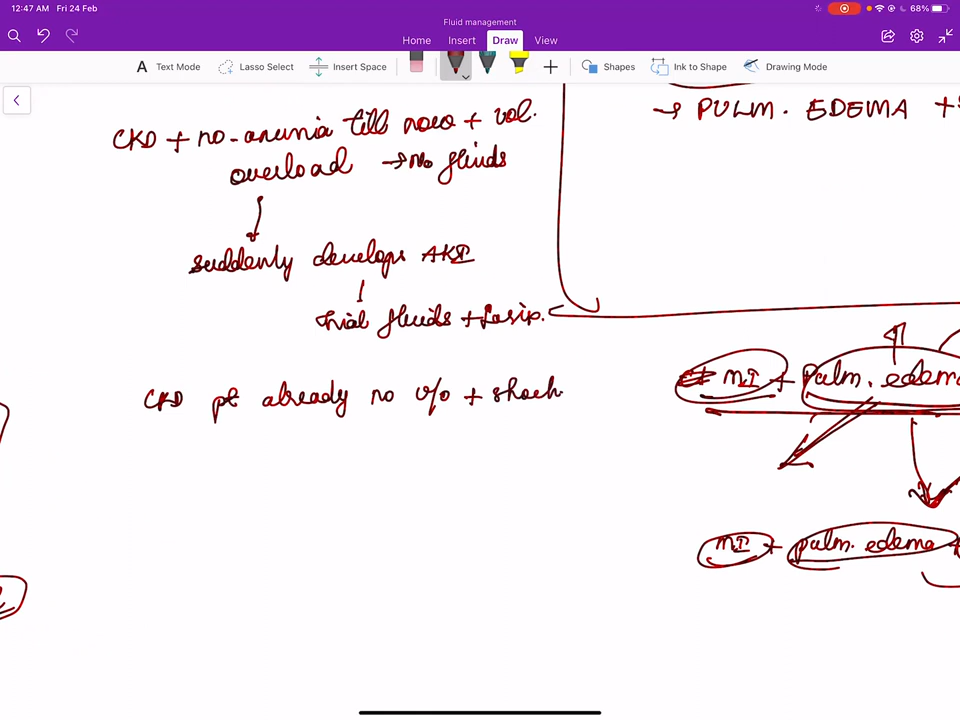 12:47 AM Fri 24 Feb
68%
Fluid management
Home Insert Draw View
Text Mode Lasso Select Insert Space Shapes Ink to Shape Drawing Mode
→ PULM. EDEMA +
CKD + no-anuria till now + vol.
overload → No fluids
suddenly develops AKI
trial fluids + Lasix.
MI + Pulm. edema
CKD pt already no u/o + shock
MI + pulm. edema +